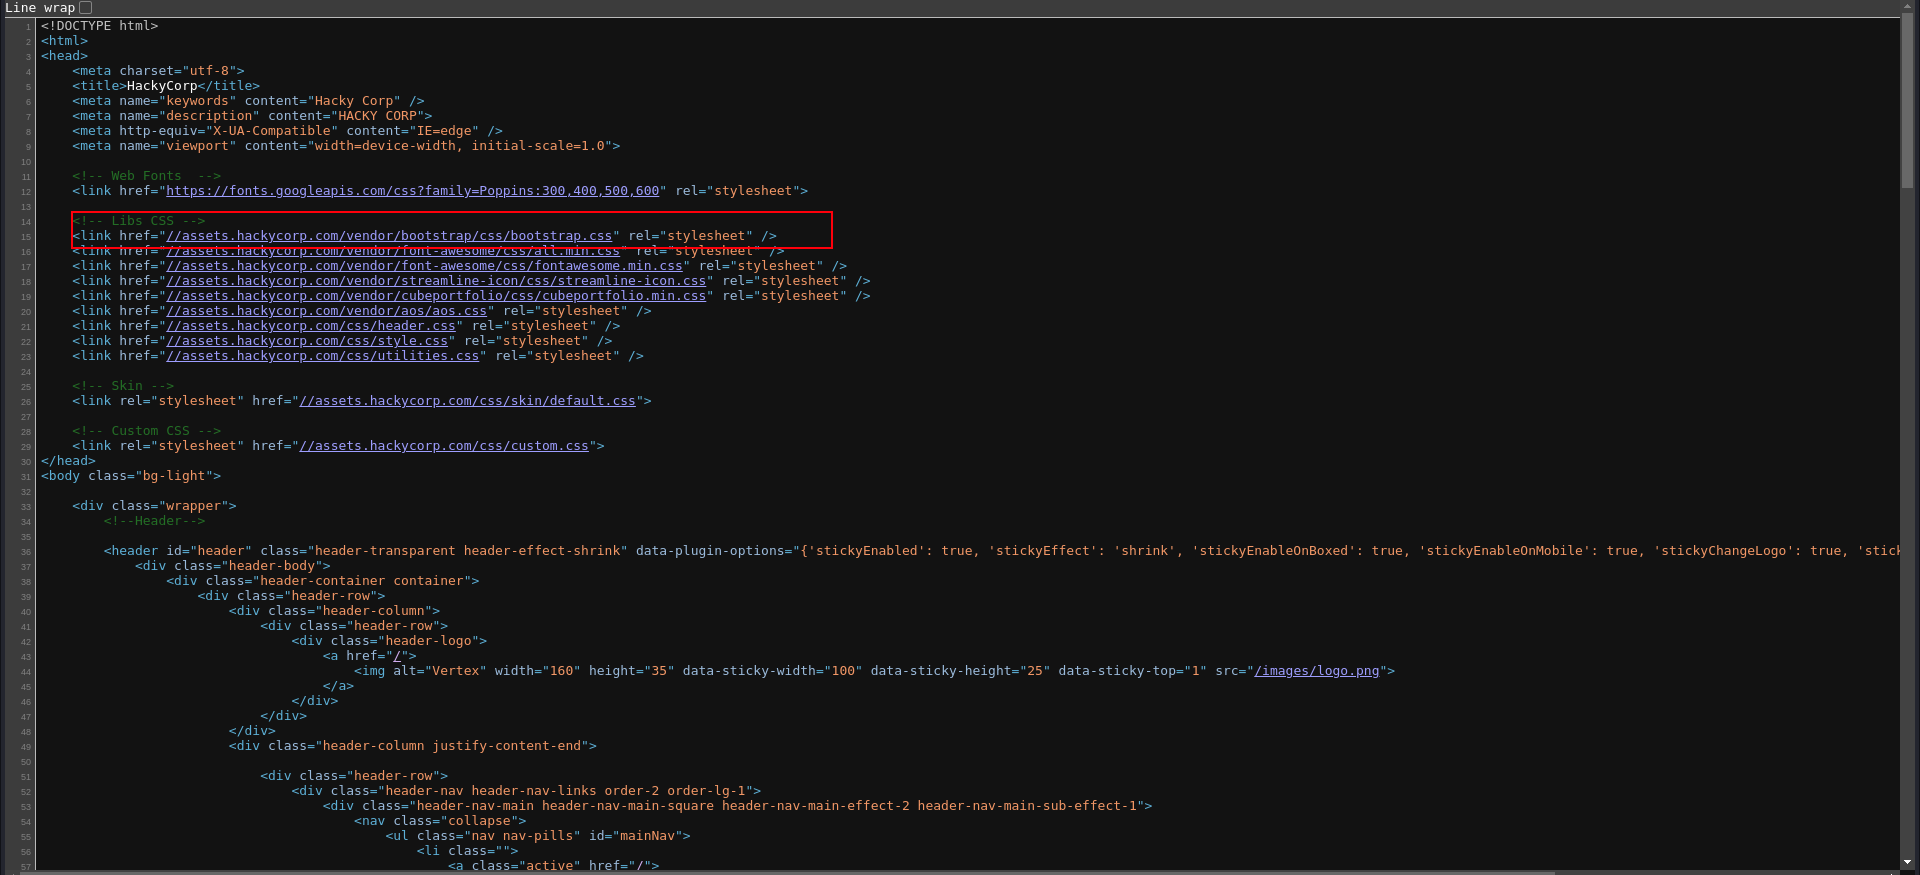 Line wrap
1 <!DOCTYPE html>
2 <html>
3 <head>
4 <meta charset="utf-8">
5 <title>HackyCorp</title>
6 <meta name="keywords" content="Hacky Corp" />
7 <meta name="description" content="HACKY CORP">
8 <meta http-equiv="X-UA-Compatible" content="IE=edge" />
9 <meta name="viewport" content="width=device-width, initial-scale=1.0">
10
11 <!-- Web Fonts  -->
12 <link href="https://fonts.googleapis.com/css?family=Poppins:300,400,500,600" rel="stylesheet">
13
14 <!-- Libs CSS -->
15 <link href="//assets.hackycorp.com/vendor/bootstrap/css/bootstrap.css" rel="stylesheet" />
16 <link href="//assets.hackycorp.com/vendor/font-awesome/css/all.min.css" rel="stylesheet" />
17 <link href="//assets.hackycorp.com/vendor/font-awesome/css/fontawesome.min.css" rel="stylesheet" />
18 <link href="//assets.hackycorp.com/vendor/streamline-icon/css/streamline-icon.css" rel="stylesheet" />
19 <link href="//assets.hackycorp.com/vendor/cubeportfolio/css/cubeportfolio.min.css" rel="stylesheet" />
20 <link href="//assets.hackycorp.com/vendor/aos/aos.css" rel="stylesheet" />
21 <link href="//assets.hackycorp.com/css/header.css" rel="stylesheet" />
22 <link href="//assets.hackycorp.com/css/style.css" rel="stylesheet" />
23 <link href="//assets.hackycorp.com/css/utilities.css" rel="stylesheet" />
24
25 <!-- Skin -->
26 <link rel="stylesheet" href="//assets.hackycorp.com/css/skin/default.css">
27
28 <!-- Custom CSS -->
29 <link rel="stylesheet" href="//assets.hackycorp.com/css/custom.css">
30 </head>
31 <body class="bg-light">
32
33 <div class="wrapper">
34 <!--Header-->
35
36 <header id="header" class="header-transparent header-effect-shrink" data-plugin-options="{'stickyEnabled': true, 'stickyEffect': 'shrink', 'stickyEnableOnBoxed': true, 'stickyEnableOnMobile': true, 'stickyChangeLogo': true, 'stick
37 <div class="header-body">
38 <div class="header-container container">
39 <div class="header-row">
40 <div class="header-column">
41 <div class="header-row">
42 <div class="header-logo">
43 <a href="/">
44 <img alt="Vertex" width="160" height="35" data-sticky-width="100" data-sticky-height="25" data-sticky-top="1" src="/images/logo.png">
45 </a>
46 </div>
47 </div>
48 </div>
49 <div class="header-column justify-content-end">
50
51 <div class="header-row">
52 <div class="header-nav header-nav-links order-2 order-lg-1">
53 <div class="header-nav-main header-nav-main-square header-nav-main-effect-2 header-nav-main-sub-effect-1">
54 <nav class="collapse">
55 <ul class="nav nav-pills" id="mainNav">
56 <li class="">
57 <a class="active" href="/">